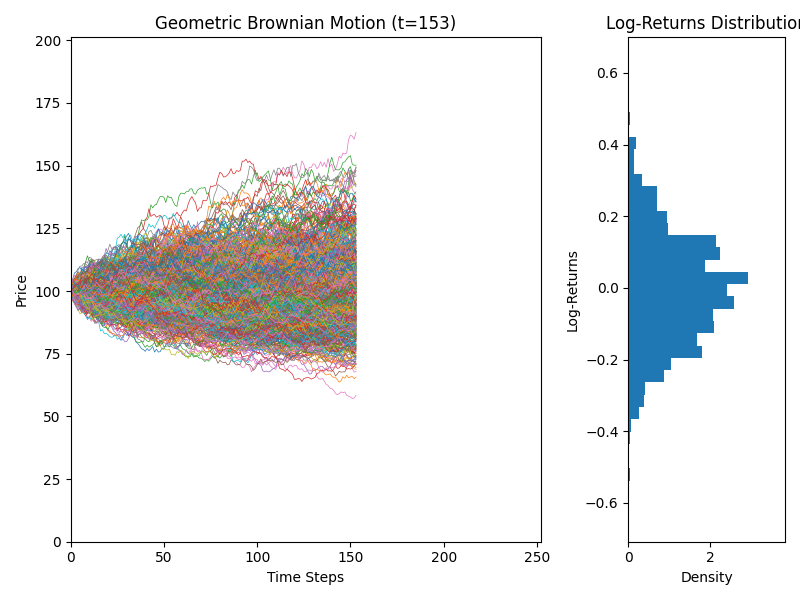 Geometric Brownian Motion (t=153)
Price
200
175
150
125
100
75
50
25
0
0 50 100 150 200 250
Time Steps
Log-Returns Distribution
Log-Returns
0.6
0.4
0.2
0.0
−0.2
−0.4
−0.6
0 2
Density